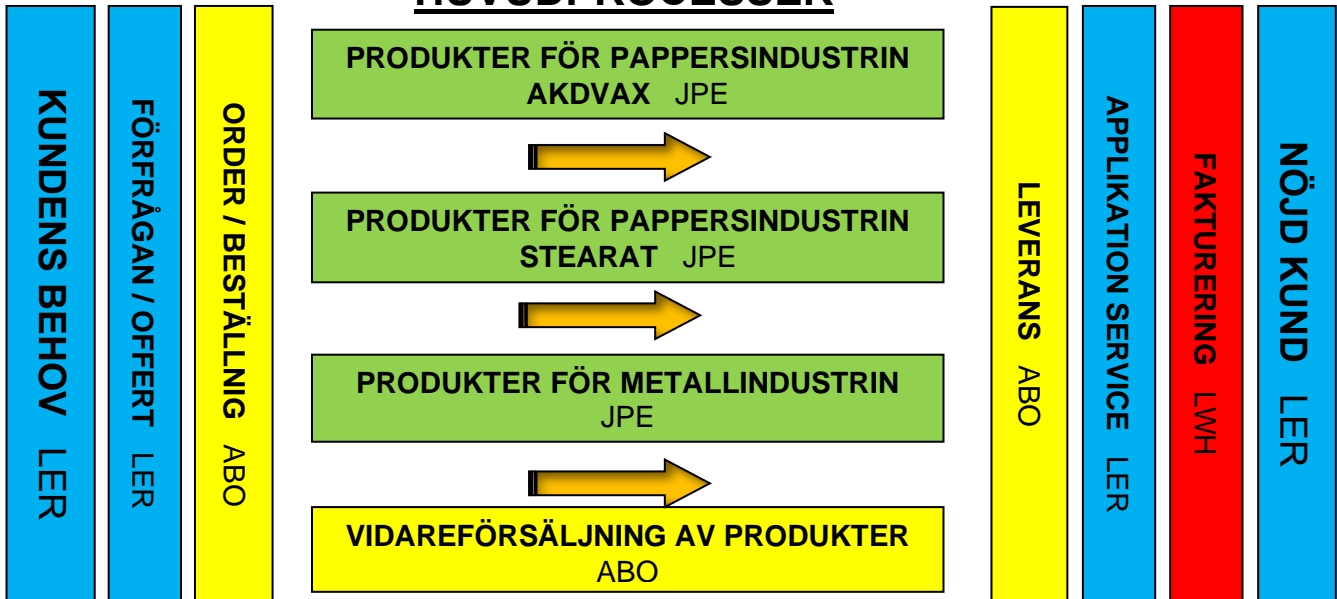 HUVUDPROCESSER
KUNDENS BEHOV LER
FÖRFRÅGAN / OFFERT LER
ORDER / BESTÄLLNIG ABO
PRODUKTER FÖR PAPPERSINDUSTRIN
AKDVAX JPE
PRODUKTER FÖR PAPPERSINDUSTRIN
STEARAT JPE
PRODUKTER FÖR METALLINDUSTRIN
JPE
VIDAREFÖRSÄLJNING AV PRODUKTER
ABO
LEVERANS ABO
APPLIKATION SERVICE LER
FAKTURERING LWH
NÖJD KUND LER